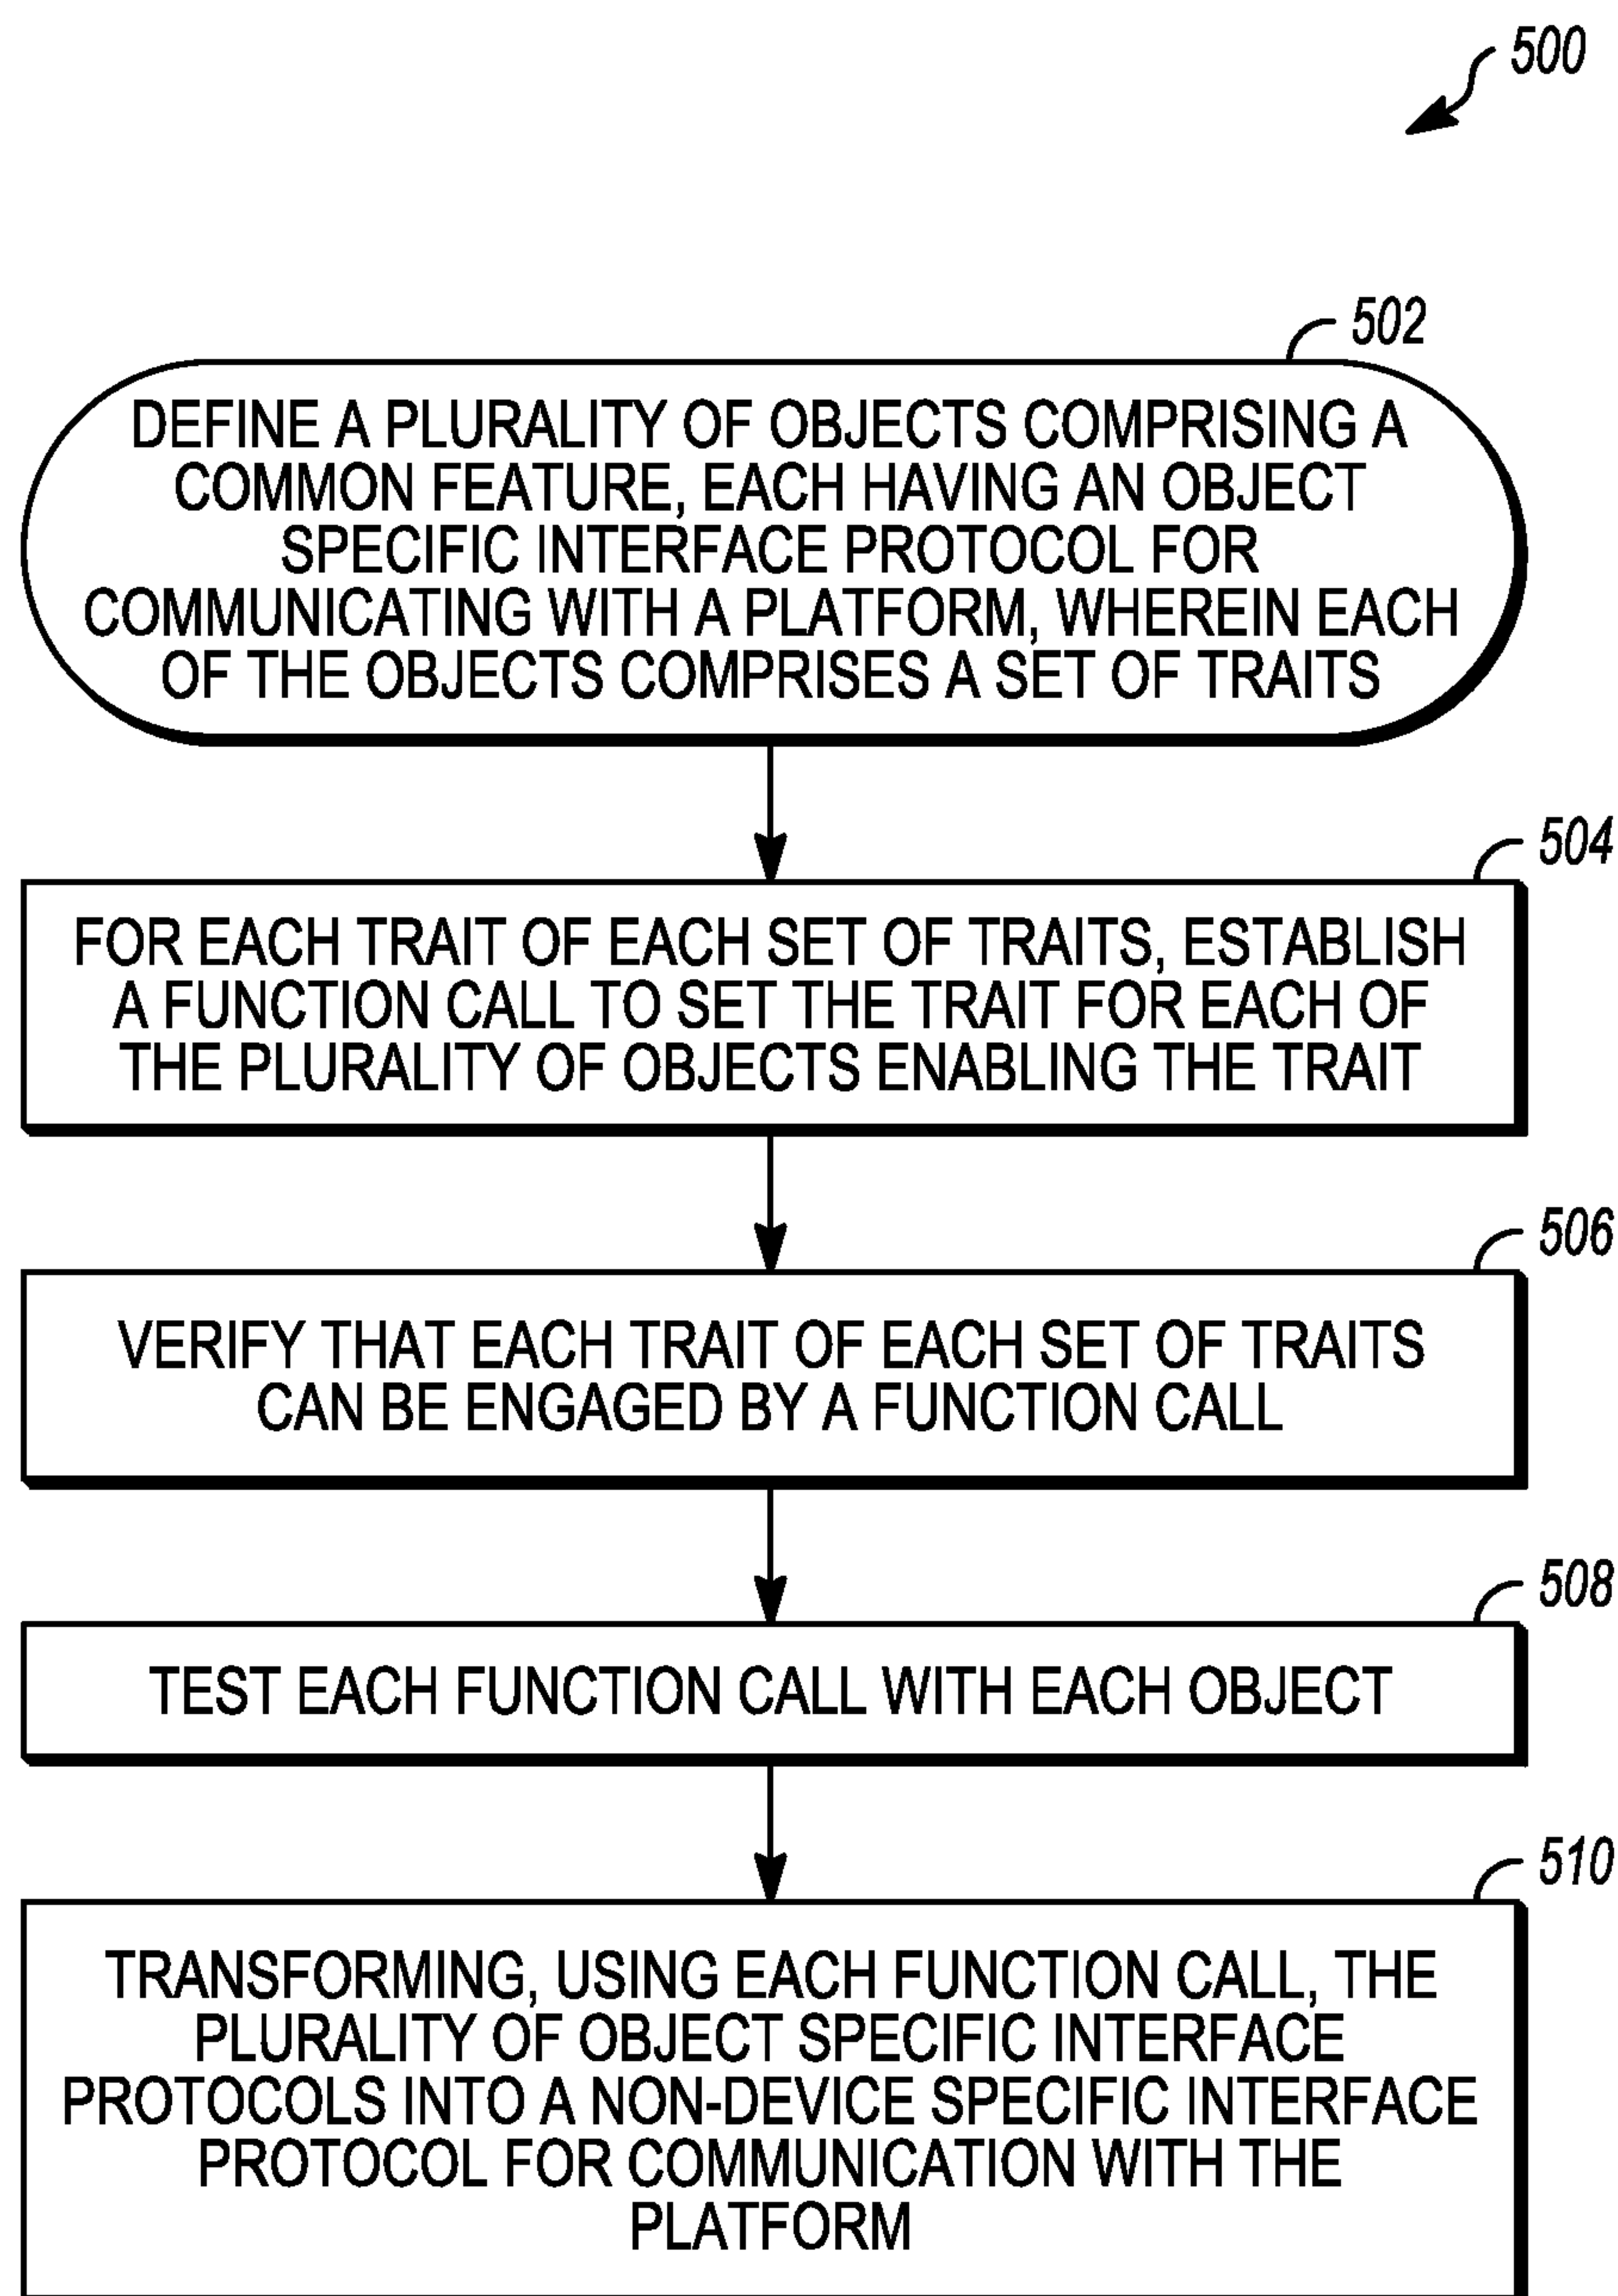 500
502
DEFINE A PLURALITY OF OBJECTS COMPRISING A
COMMON FEATURE, EACH HAVING AN OBJECT
SPECIFIC INTERFACE PROTOCOL FOR
COMMUNICATING WITH A PLATFORM, WHEREIN EACH
OF THE OBJECTS COMPRISES A SET OF TRAITS
504
FOR EACH TRAIT OF EACH SET OF TRAITS, ESTABLISH
A FUNCTION CALL TO SET THE TRAIT FOR EACH OF
THE PLURALITY OF OBJECTS ENABLING THE TRAIT
506
VERIFY THAT EACH TRAIT OF EACH SET OF TRAITS
CAN BE ENGAGED BY A FUNCTION CALL
508
TEST EACH FUNCTION CALL WITH EACH OBJECT
510
TRANSFORMING, USING EACH FUNCTION CALL, THE
PLURALITY OF OBJECT SPECIFIC INTERFACE
PROTOCOLS INTO A NON-DEVICE SPECIFIC INTERFACE
PROTOCOL FOR COMMUNICATION WITH THE
PLATFORM